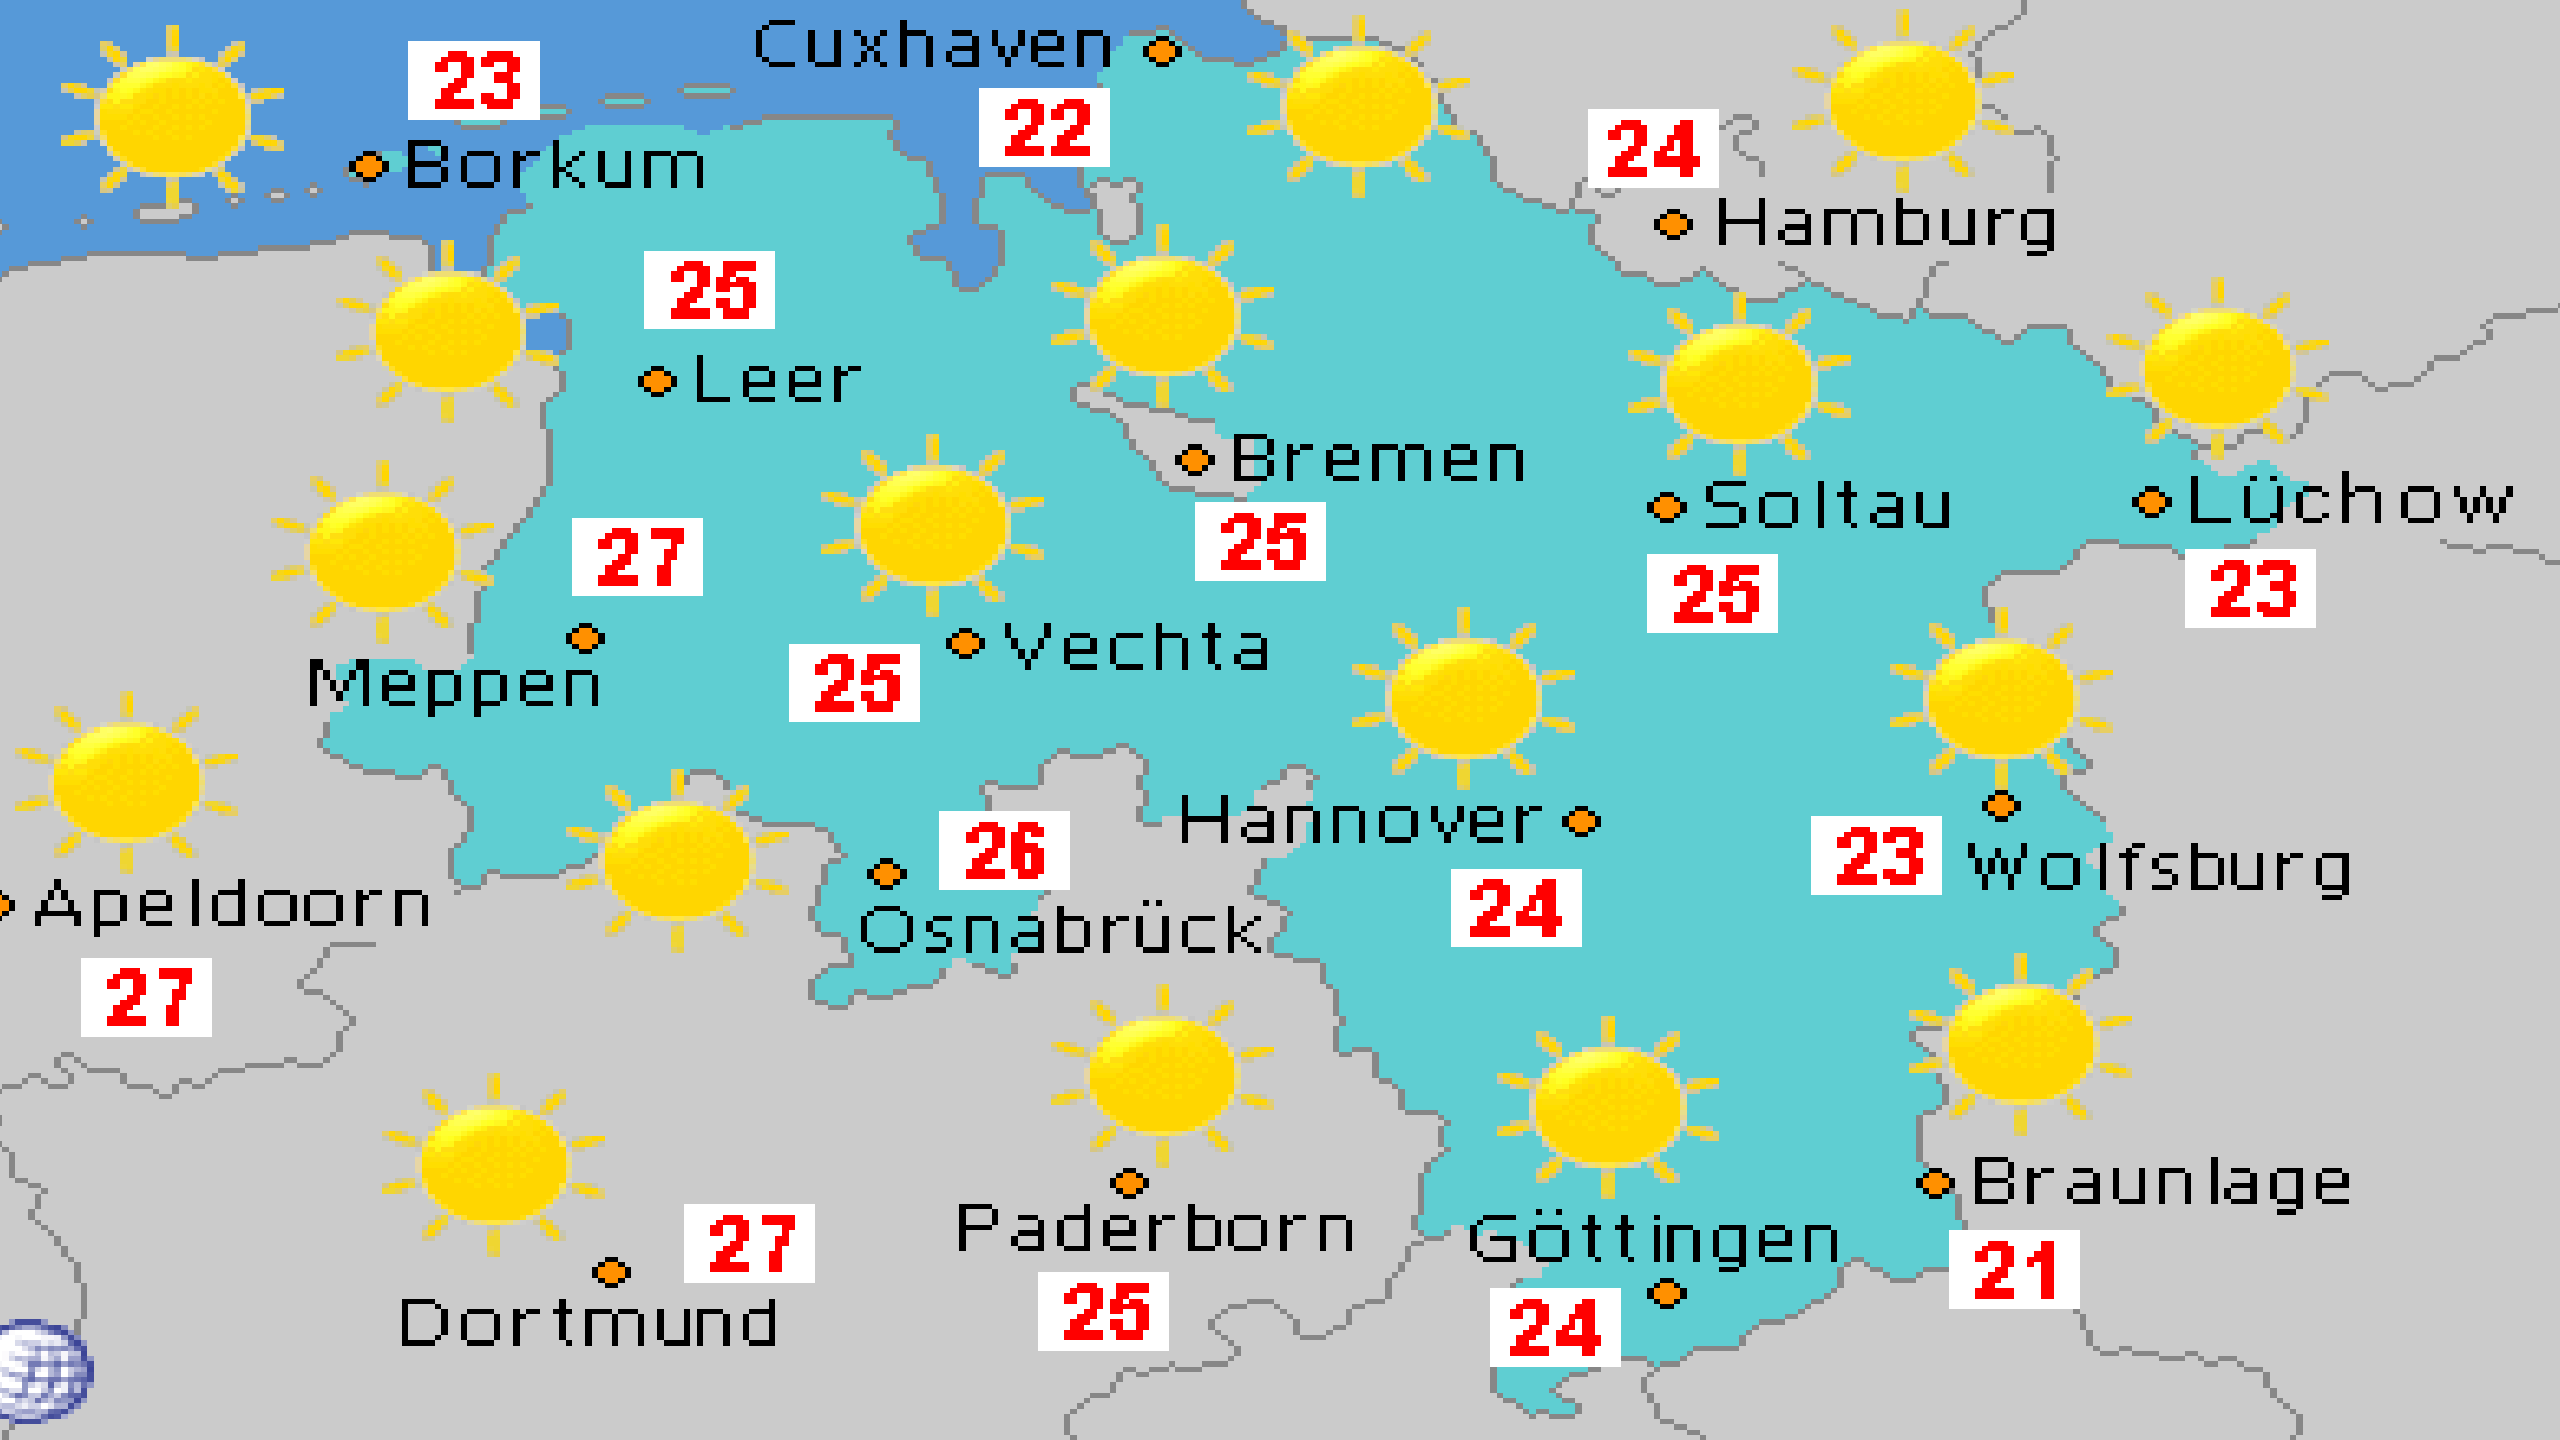 Cuxhaven
23
22
24
Borkum
Hamburg
25
Leer
Bremen
Soltau
Lüchow
27
25
25
23
Meppen
25
Vechta
Hannover
26
23
Wolfsburg
Apeldoorn
Osnabrück
24
27
Braunlage
Paderborn
Göttingen
27
21
Dortmund
25
24